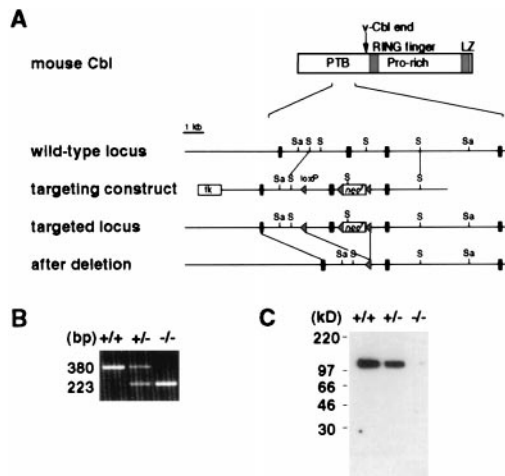 A
v-Cbl end
RING finger LZ
mouse Cbl PTB Pro-rich
1 kb
Sa S S S Sa
wild-type locus S
tk Sa S loxP S S
targeting construct neo
Sa S S S Sa
targeted locus neo
Sa S S Sa
after deletion
B
(bp) +/+ +/- -/-
380
223
C
(kD) +/+ +/- -/-
220
97
66
46
30